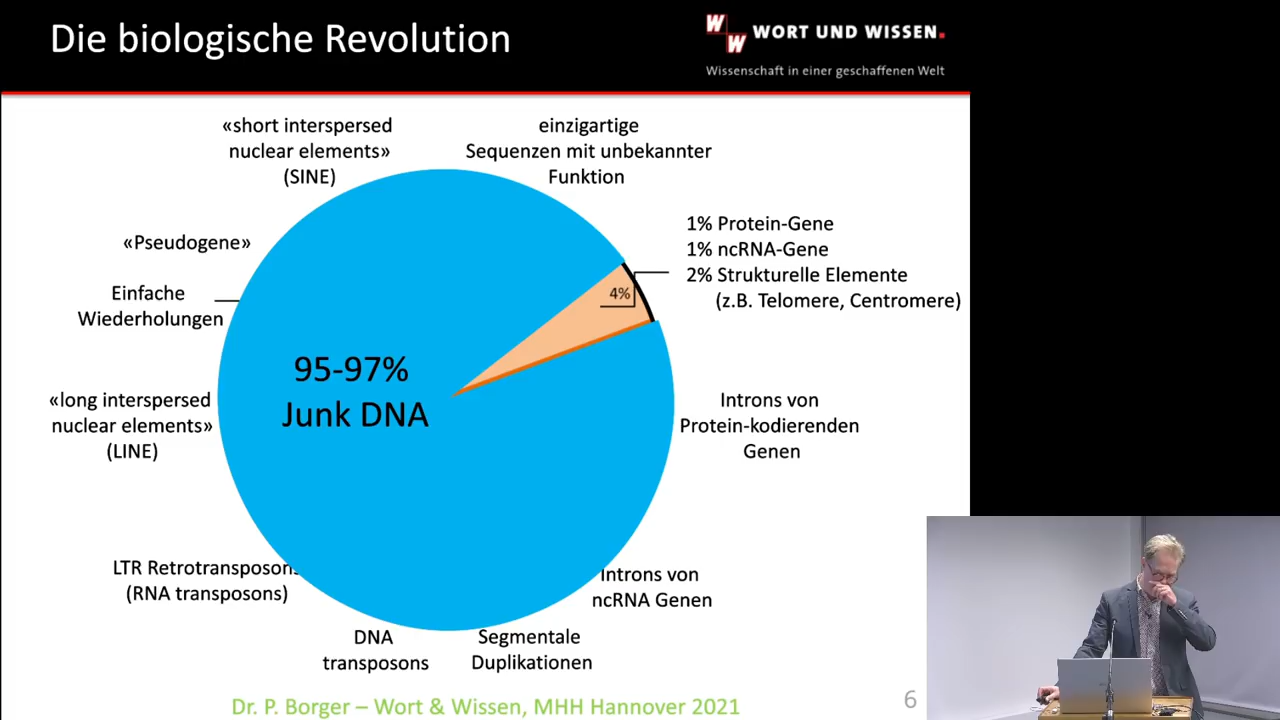 Die biologische Revolution
W
W
WORT UND WISSEN.
Wissenschaft in einer geschaffenen Welt
«short interspersed
nuclear elements»
(SINE)
einzigartige
Sequenzen mit unbekannter
Funktion
«Pseudogene»
1% Protein-Gene
1% ncRNA-Gene
2% Strukturelle Elemente
(z.B. Telomere, Centromere)
4%
Einfache
Wiederholungen
95-97%
Junk DNA
«long interspersed
nuclear elements»
(LINE)
Introns von
Protein-kodierenden
Genen
LTR Retrotransposons
(RNA transposons)
Introns von
ncRNA Genen
DNA
transposons
Segmentale
Duplikationen
Dr. P. Borger – Wort & Wissen, MHH Hannover 2021
6